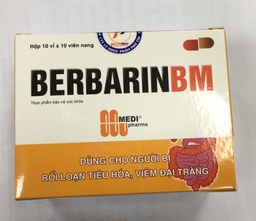 Hộp 10 vỉ x 10 viên nang
BERBARINBM
Thực phẩm bảo vệ sức khỏe
MEDI
pharma
DÙNG CHO NGƯỜI BỊ
RỐI LOẠN TIÊU HÓA, VIÊM ĐẠI TRÀNG